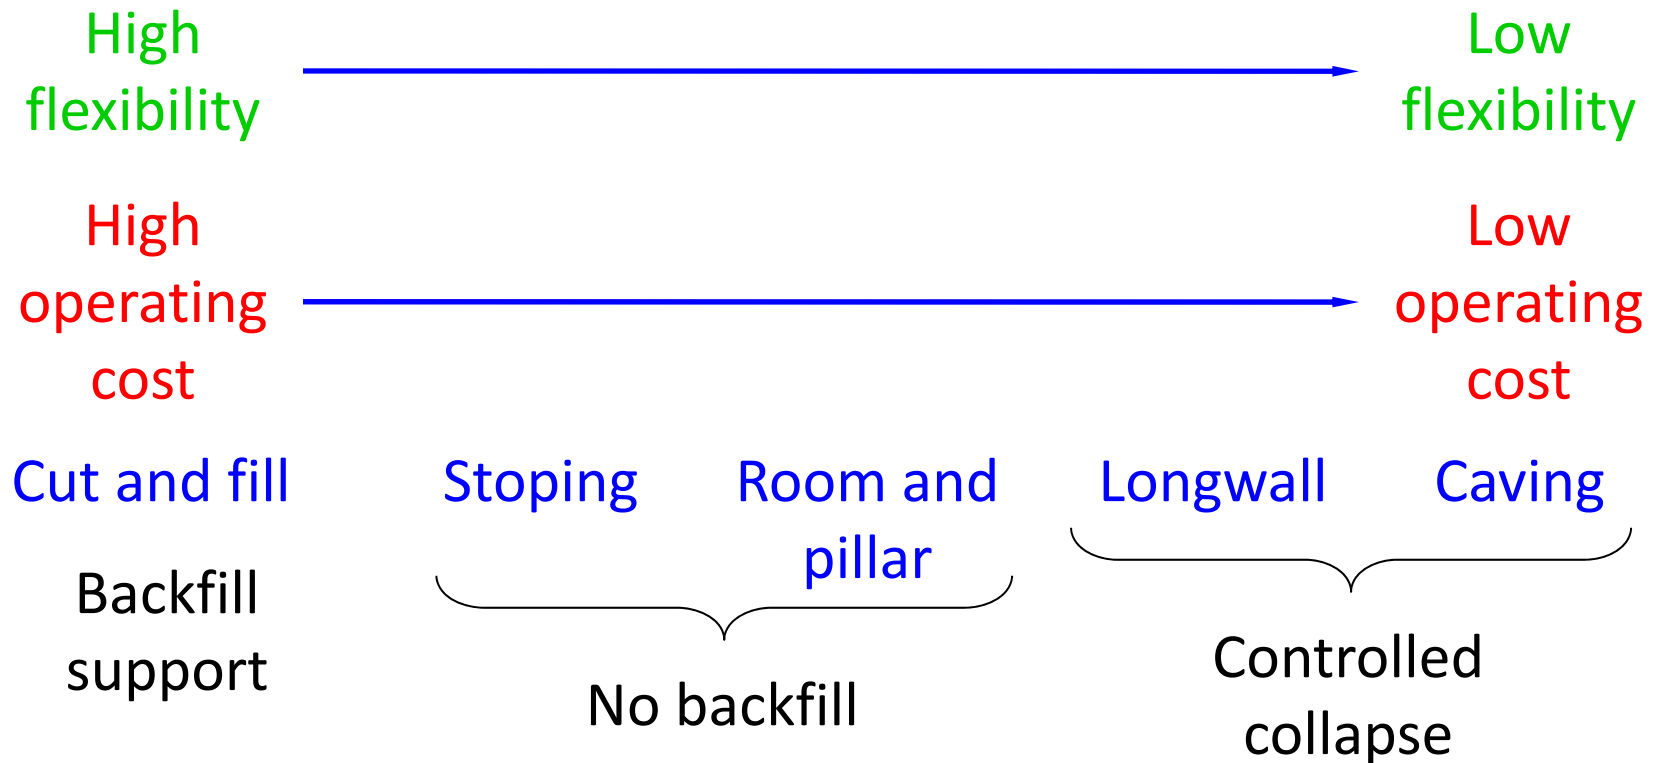 High
flexibility
Low
flexibility
High
operating
cost
Low
operating
cost
Cut and fill
Stoping
Room and
pillar
Longwall
Caving
Backfill
support
No backfill
Controlled
collapse